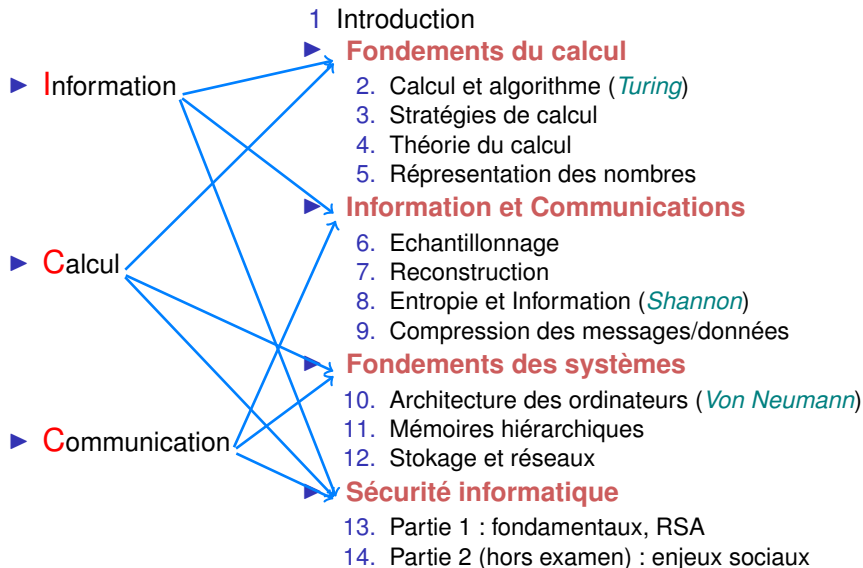 Information
Calcul
Communication
1 Introduction
Fondements du calcul
2. Calcul et algorithme (Turing)
3. Stratégies de calcul
4. Théorie du calcul
5. Répresentation des nombres
Information et Communications
6. Echantillonnage
7. Reconstruction
8. Entropie et Information (Shannon)
9. Compression des messages/données
Fondements des systèmes
10. Architecture des ordinateurs (Von Neumann)
11. Mémoires hiérarchiques
12. Stokage et réseaux
Sécurité informatique
13. Partie 1 : fondamentaux, RSA
14. Partie 2 (hors examen) : enjeux sociaux